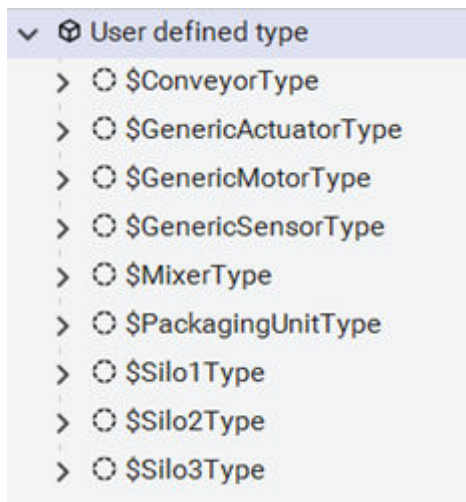 User defined type
$ConveyorType
$GenericActuatorType
$GenericMotorType
$GenericSensorType
$MixerType
$PackagingUnitType
$Silo1Type
$Silo2Type
$Silo3Type